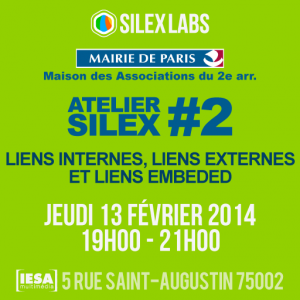 SILEX LABS
MAIRIE DE PARIS
Maison des Associations du 2e arr.
ATELIER
SILEX #2
LIENS INTERNES, LIENS EXTERNES
ET LIENS EMBEDED
JEUDI 13 FÉVRIER 2014
19H00 - 21H00
[IESA multimédia] 5 RUE SAINT-AUGUSTIN 75002